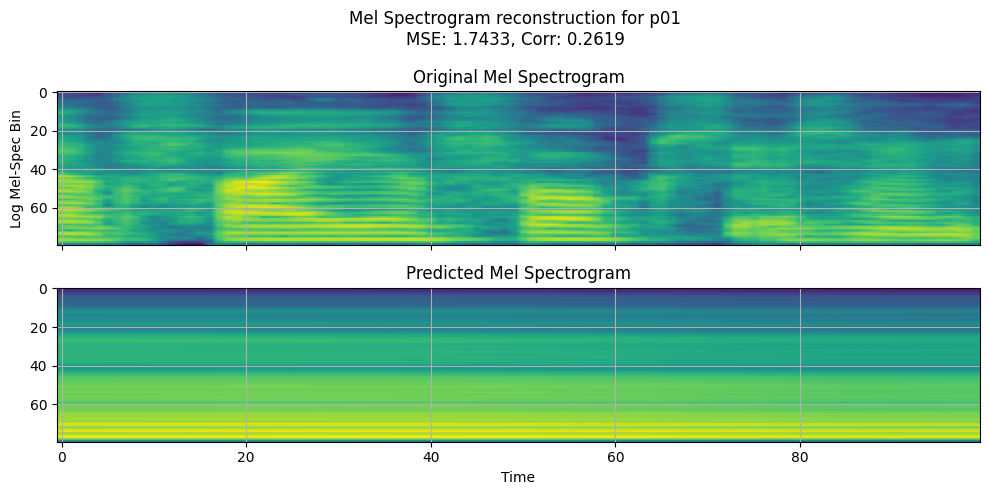 Mel Spectrogram reconstruction for p01
MSE: 1.7433, Corr: 0.2619
Original Mel Spectrogram
0
20
40
60
Log Mel-Spec Bin
Predicted Mel Spectrogram
0
20
40
60
0 20 40 60 80
Time